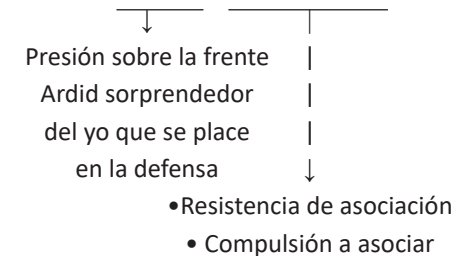 Presión sobre la frente
Ardid sorprendedor
del yo que se place
en la defensa
•Resistencia de asociación
• Compulsión a asociar